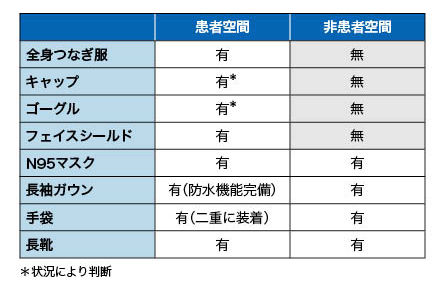 患者空間 非患者空間
全身つなぎ服 有 無
キャップ 有* 無
ゴーグル 有* 無
フェイスシールド 有 無
N95マスク 有 有
長袖ガウン 有(防水機能完備) 有
手袋 有(二重に装着) 有
長靴 有 有
*状況により判断